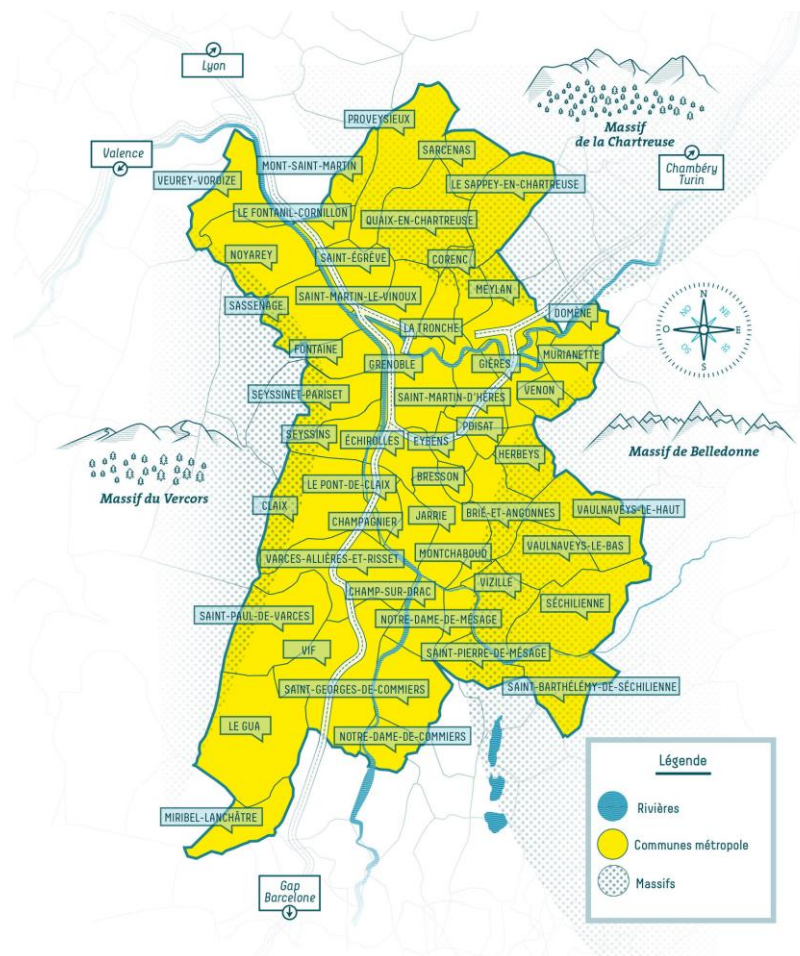 Lyon
PROVEYSIEUX
Massif
de la Chartreuse
Valence
SARCENAS
MONT-SAINT-MARTIN
Chambéry
Turin
VEUREY-VOROIZE
LE SAPPEY-EN-CHARTREUSE
LE FONTANIL-CORNILLON
QUAIX-EN-CHARTREUSE
NOYAREY
SAINT-ÉGRÈVE
CORENC
MEYLAN
SAINT-MARTIN-LE-VINOUX
SASSENAGE
DOMÈNE
N
NO
NE
O
E
SO
SE
S
LA TRONCHE
FONTAINE
MURIANETTE
GRENOBLE
GIÈRES
SEYSSINET-PARISET
SAINT-MARTIN-D'HÈRES
VENON
POISAT
SEYSSINS
ÉCHIROLLES
EYBENS
HERBEYS
Massif de Belledonne
Massif du Vercors
LE PONT-DE-CLAIX
BRESSON
CLAIX
CHAMPAGNIER
JARRIE
BRIÉ-ET-ANGONNES
VAULNAVEYS-LE-HAUT
VARCES-ALLIÈRES-ET-RISSET
MONTCHABOUD
VAULNAVEYS-LE-BAS
CHAMP-SUR-DRAC
VIZILLE
SÉCHILIENNE
SAINT-PAUL-DE-VARCES
NOTRE-DAME-DE-MÉSAGE
VIF
SAINT-PIERRE-DE-MÉSAGE
SAINT-GEORGES-DE-COMMIERS
SAINT-BARTHÉLÉMY-DE-SÉCHILIENNE
LE GUA
NOTRE-DAME-DE-COMMIERS
MIRIBEL-LANCHÂTRE
Gap
Barcelone
Légende
Rivières
Communes métropole
Massifs